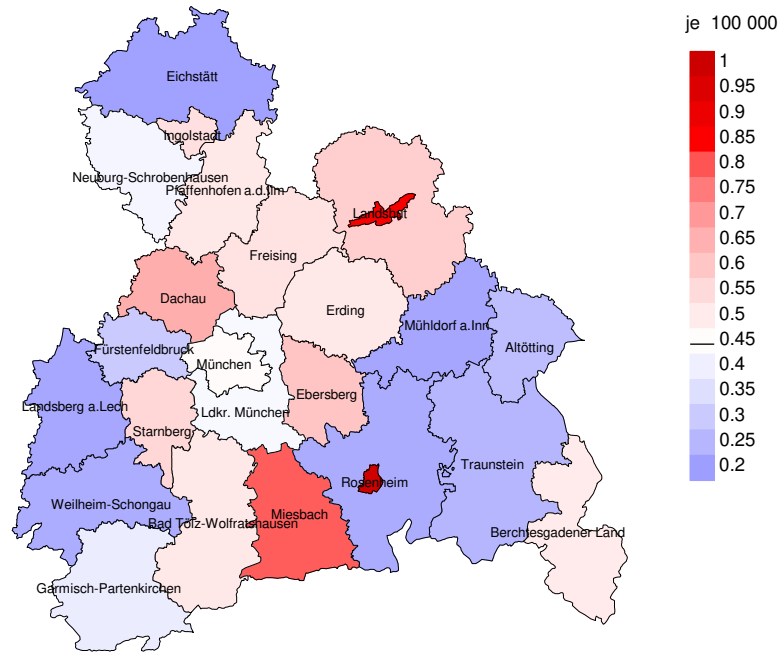 je 100 000
1
0.95
0.9
0.85
0.8
0.75
0.7
0.65
0.6
0.55
0.5
0.45
0.4
0.35
0.3
0.25
0.2
Eichstätt
Ingolstadt
Neuburg-Schrobenhausen
Pfaffenhofen a.d.Ilm
Landshut
Freising
Dachau
Erding
Mühldorf a.Inn
Altötting
Fürstenfeldbruck
München
Ebersberg
Landsberg a.Lech
Ldkr. München
Starnberg
Traunstein
Rosenheim
Weilheim-Schongau
Miesbach
Bad Tölz-Wolfratshausen
Berchtesgadener Land
Garmisch-Partenkirchen